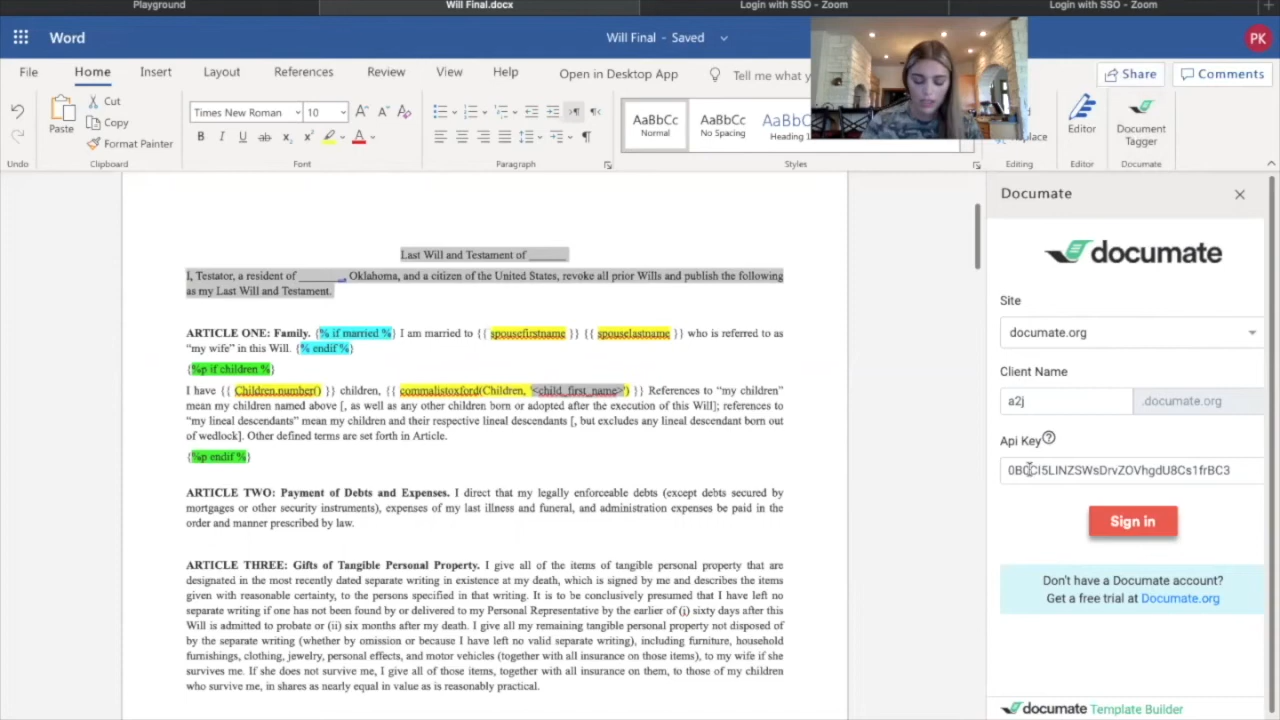 Playground
Will Final.docx
Login with SSO - Zoom
Login with SSO - Zoom
Word
Will Final - Saved
PK
File
Home
Insert
Layout
References
Review
View
Help
Open in Desktop App
Tell me what y
Share
Comments
Undo
Paste
Cut
Copy
Format Painter
Clipboard
Times New Roman
10
Font
Paragraph
AaBbCc
Normal
AaBbCc
No Spacing
AaBbC
Heading 1
Styles
Editing
Editor
Editor
Document
Tagger
Document
Last Will and Testament of ______
I, Testator, a resident of _______, Oklahoma, and a citizen of the United States, revoke all prior Wills and publish the following
as my Last Will and Testament.
ARTICLE ONE: Family. {% if married %} I am married to {{ spousefirstname }} {{ spouselastname }} who is referred to as
“my wife” in this Will. {% endif %}
{%p if children %}
I have {{ Children.number() }} children, {{ commalistoxford(Children, '<child_first_name>') }} References to “my children”
mean my children named above [, as well as any other children born or adopted after the execution of this Will]; references to
“my lineal descendants” mean my children and their respective lineal descendants [, but excludes any lineal descendant born out
of wedlock]. Other defined terms are set forth in Article.
{%p endif %}
ARTICLE TWO: Payment of Debts and Expenses. I direct that my legally enforceable debts (except debts secured by
mortgages or other security instruments), expenses of my last illness and funeral, and administration expenses be paid in the
order and manner prescribed by law.
ARTICLE THREE: Gifts of Tangible Personal Property. I give all of the items of tangible personal property that are
designated in the most recently dated separate writing in existence at my death, which is signed by me and describes the items
given with reasonable certainty, to the persons specified in that writing. It is to be conclusively presumed that I have left no
separate writing if one has not been found by or delivered to my Personal Representative by the earlier of (i) sixty days after this
Will is admitted to probate or (ii) six months after my death. I give all my remaining tangible personal property not disposed of
by the separate writing (whether by omission or because I have left no valid separate writing), including furniture, household
furnishings, clothing, jewelry, personal effects, and motor vehicles (together with all insurance on those items), to my wife if she
survives me. If she does not survive me, I give all of those items, together with all insurance on them, to those of my children
who survive me, in shares as nearly equal in value as is reasonably practical.
Documate
documate
Site
documate.org
Client Name
a2j
.documate.org
Api Key
Sign in
Don't have a Documate account?
Get a free trial at Documate.org
documate Template Builder